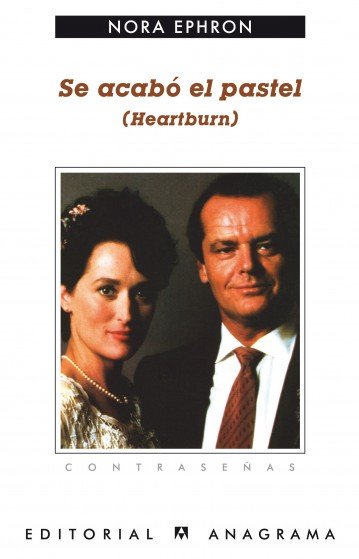 NORA EPHRON
Se acabó el pastel
(Heartburn)
CONTRASEÑAS
EDITORIAL ANAGRAMA